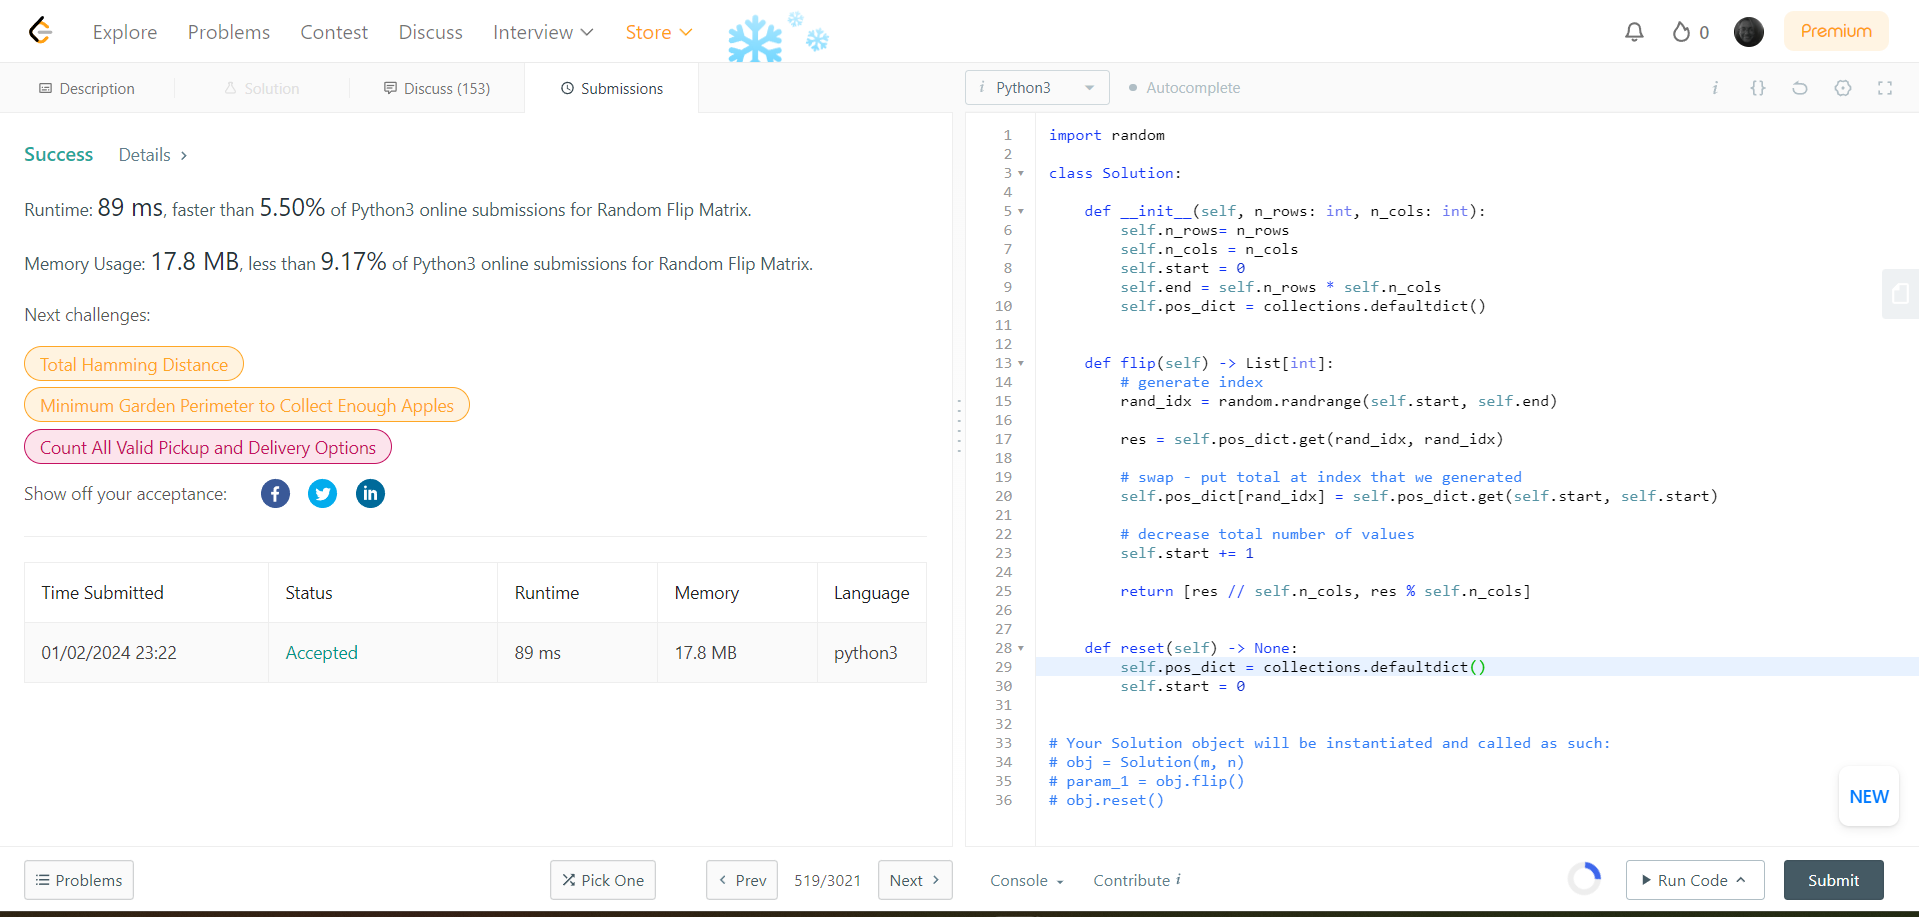 Explore Problems Contest Discuss Interview Store 0 Premium
Description Solution Discuss (153) Submissions
Success Details >
Runtime: 89 ms, faster than 5.50% of Python3 online submissions for Random Flip Matrix.
Memory Usage: 17.8 MB, less than 9.17% of Python3 online submissions for Random Flip Matrix.
Next challenges:
Total Hamming Distance
Minimum Garden Perimeter to Collect Enough Apples
Count All Valid Pickup and Delivery Options
Show off your acceptance:
Time Submitted Status Runtime Memory Language
01/02/2024 23:22 Accepted 89 ms 17.8 MB python3
i Python3 Autocomplete i {}
1 import random
2
3 class Solution:
4
5     def __init__(self, n_rows: int, n_cols: int):
6         self.n_rows= n_rows
7         self.n_cols = n_cols
8         self.start = 0
9         self.end = self.n_rows * self.n_cols
10         self.pos_dict = collections.defaultdict()
11
12
13     def flip(self) -> List[int]:
14         # generate index
15         rand_idx = random.randrange(self.start, self.end)
16
17         res = self.pos_dict.get(rand_idx, rand_idx)
18
19         # swap - put total at index that we generated
20         self.pos_dict[rand_idx] = self.pos_dict.get(self.start, self.start)
21
22         # decrease total number of values
23         self.start += 1
24
25         return [res // self.n_cols, res % self.n_cols]
26
27
28     def reset(self) -> None:
29         self.pos_dict = collections.defaultdict()
30         self.start = 0
31
32
33 # Your Solution object will be instantiated and called as such:
34 # obj = Solution(m, n)
35 # param_1 = obj.flip()
36 # obj.reset()
NEW
Problems Pick One < Prev 519/3021 Next > Console Contribute i Run Code Submit